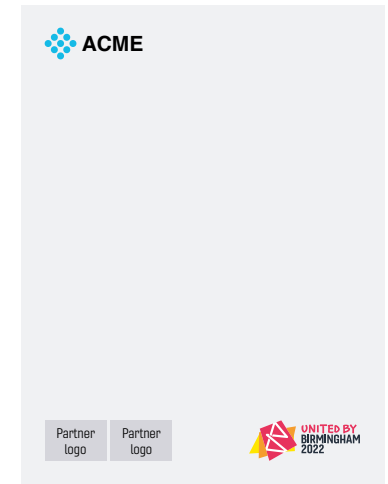 ACME
Partner
logo
Partner
logo
UNITED BY
BIRMINGHAM
2022